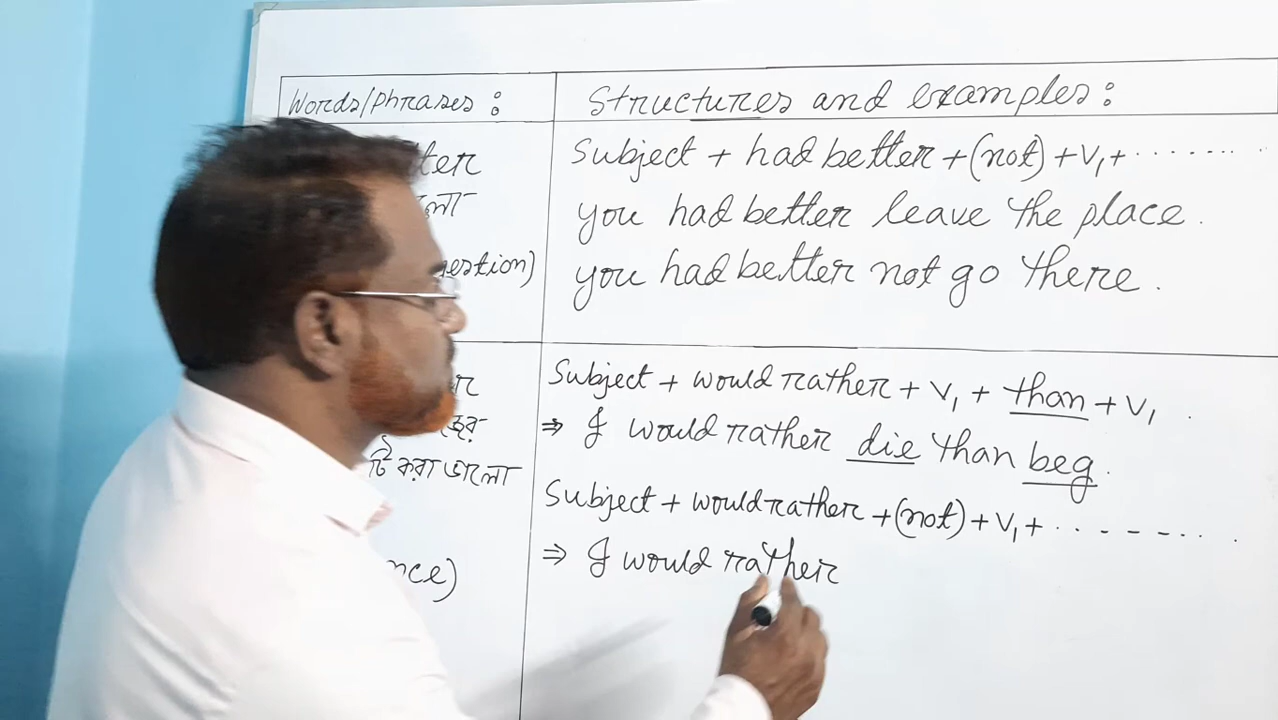 Words/Phrases :
Structures and examples :
Subject + had better + (not) + V₁ + ........
you had better leave the place.
you had better not go there.
Subject + would rather + V₁ + than + V₁ .
⇒ I would rather die than beg.
করা ভালো
Subject + would rather + (not) + V₁ + . - - - . . .
⇒ I would rather